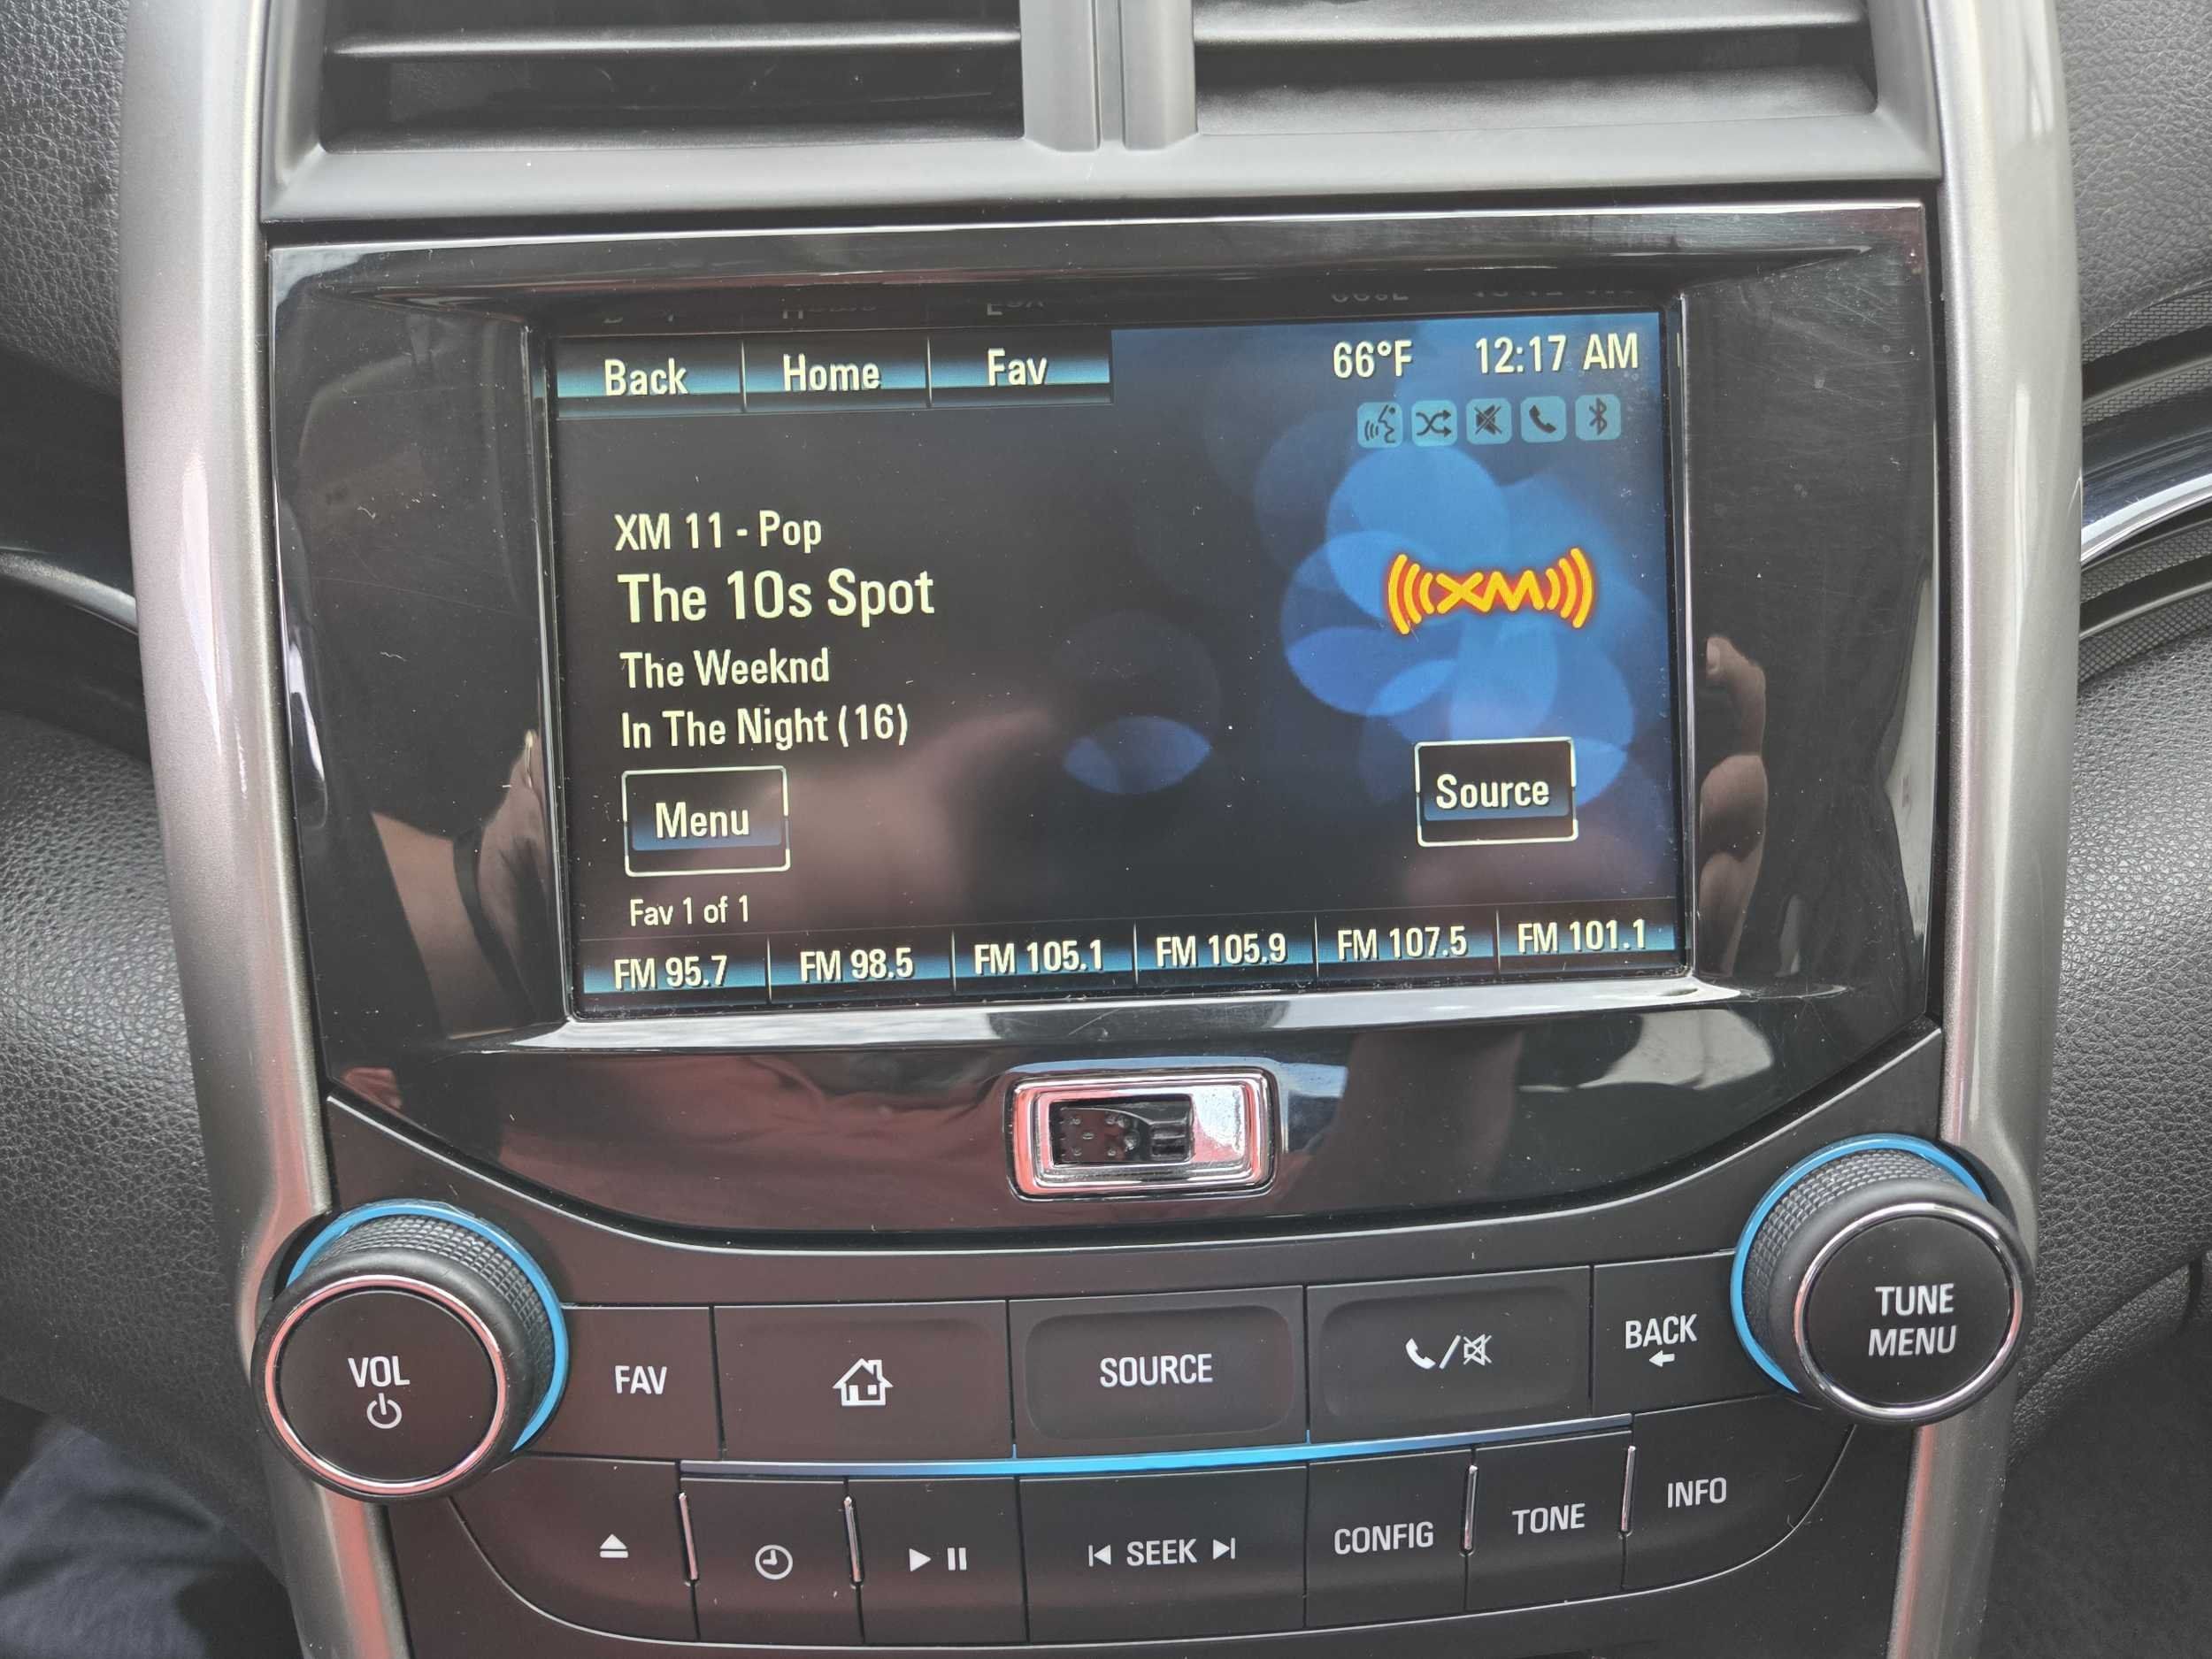 Back Home Fav 66°F 12:17 AM
XM 11 - Pop
The 10s Spot
(((XM)))
The Weeknd
In The Night (16)
Menu
Source
Fav 1 of 1
FM 95.7 FM 98.5 FM 105.1 FM 105.9 FM 107.5 FM 101.1
VOL
FAV
SOURCE
/
BACK
TUNE
MENU
SEEK
CONFIG
TONE
INFO